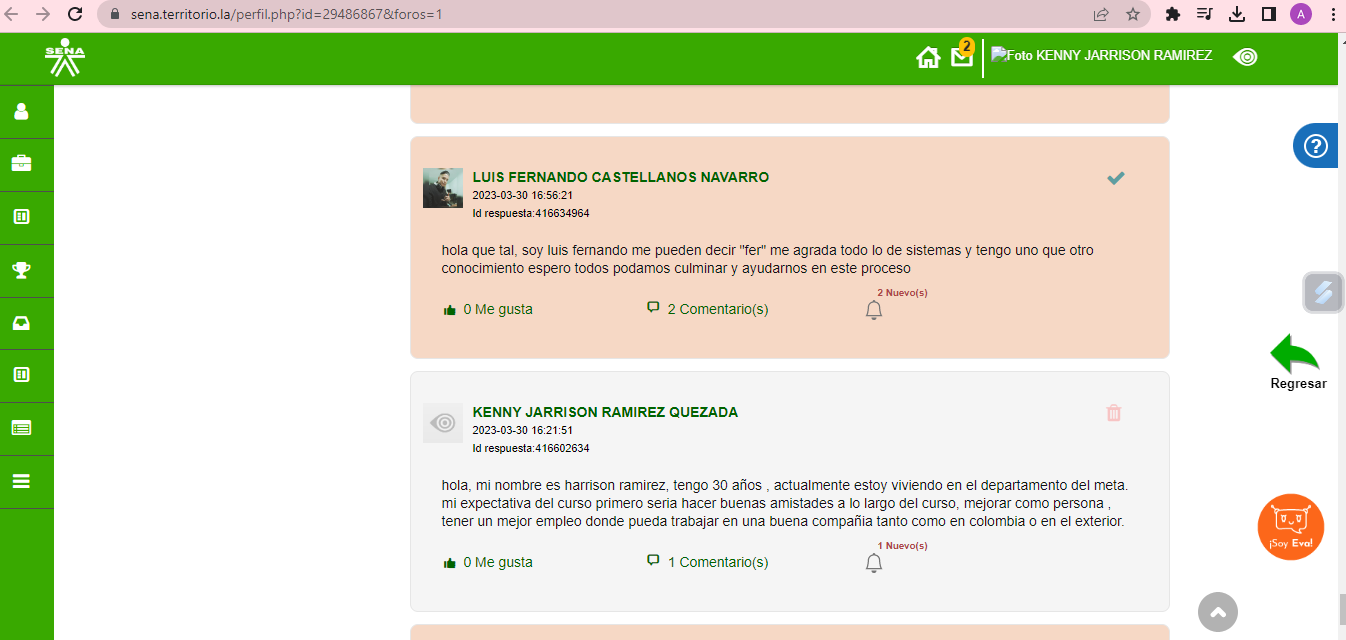 sena.territorio.la/perfil.php?id=29486867&foros=1
A
SENA
2
Foto KENNY JARRISON RAMIREZ
?
LUIS FERNANDO CASTELLANOS NAVARRO
2023-03-30 16:56:21
Id respuesta:416634964
hola que tal, soy luis fernando me pueden decir "fer" me agrada todo lo de sistemas y tengo uno que otro
conocimiento espero todos podamos culminar y ayudarnos en este proceso
2 Nuevo(s)
0 Me gusta
2 Comentario(s)
Regresar
KENNY JARRISON RAMIREZ QUEZADA
2023-03-30 16:21:51
Id respuesta:416602634
hola, mi nombre es harrison ramirez, tengo 30 años , actualmente estoy viviendo en el departamento del meta.
mi expectativa del curso primero seria hacer buenas amistades a lo largo del curso, mejorar como persona ,
tener un mejor empleo donde pueda trabajar en una buena compañia tanto como en colombia o en el exterior.
1 Nuevo(s)
0 Me gusta
1 Comentario(s)
¡Soy Eva!